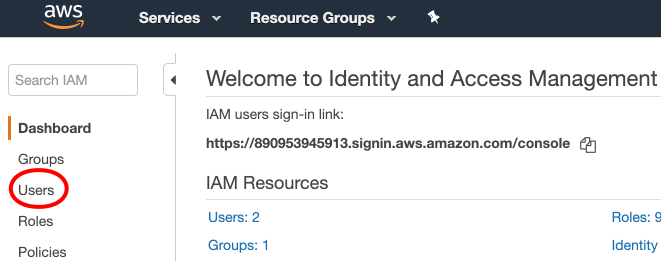 aws
Services Resource Groups
Search IAM
Welcome to Identity and Access Management
IAM users sign-in link:
https://890953945913.signin.aws.amazon.com/console
Dashboard
Groups
Users
Roles
Policies
IAM Resources
Users: 2 Roles: 9
Groups: 1 Identity